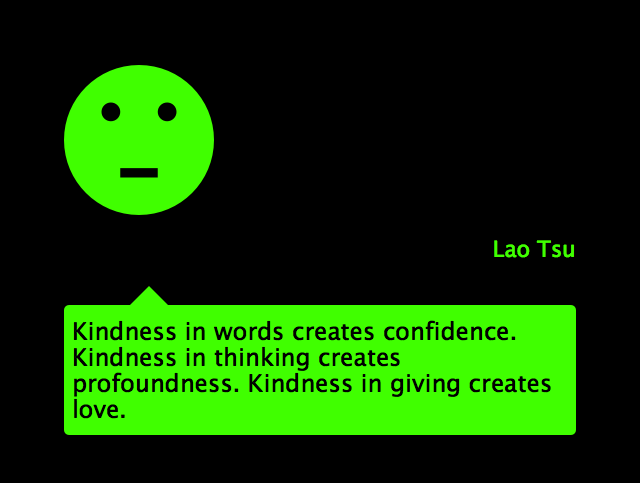 Lao Tsu
Kindness in words creates confidence.
Kindness in thinking creates
profoundness. Kindness in giving creates
love.